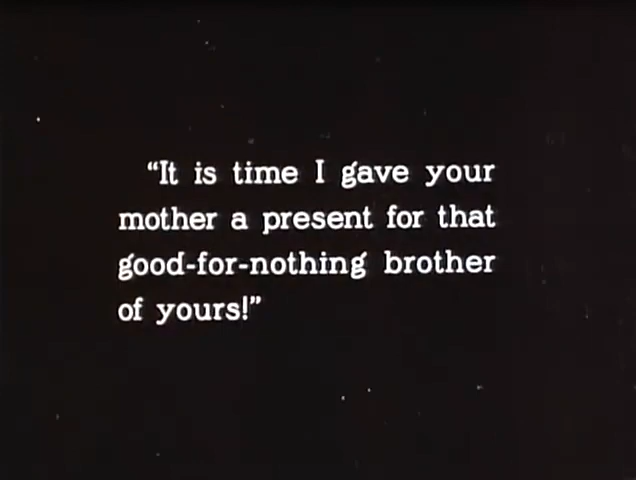 “It is time I gave your
mother a present for that
good-for-nothing brother
of yours!”